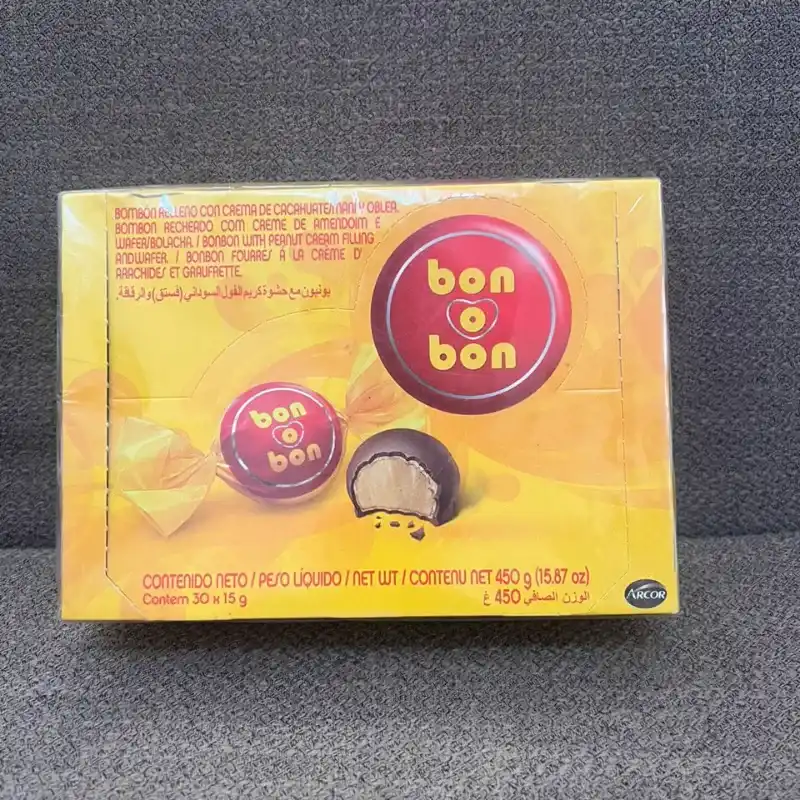 BOMBÓN RELLENO CON CREMA DE CACAHUATE/MANÍ Y OBLEA.
BOMBOM RECHEADO COM CREME DE AMENDOIM E
WAFER/BOLACHA. / BONBON WITH PEANUT CREAM FILLING
AND WAFER. / BONBON FOURRÉS À LA CRÈME D'
ARACHIDES ET GRAUFRETTE.
بونبون مع حشوة كريم الفول السوداني (فستق) والرقاقة.
bon
o
bon
bon
o
bon
CONTENIDO NETO / PESO LÍQUIDO / NET WT / CONTENU NET 450 g (15.87 oz)
Contem 30 x 15 g
الوزن الصافي 450 غ
ARCOR